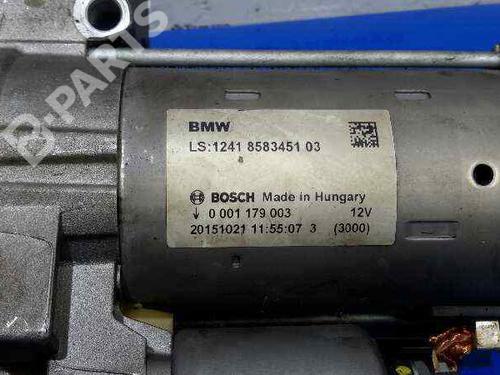 BMW
LS:1241 8583451 03
BOSCH Made in Hungary
↓ 0 001 179 003 12V
20151021 11:55:07 3 (3000)
B-PARTS